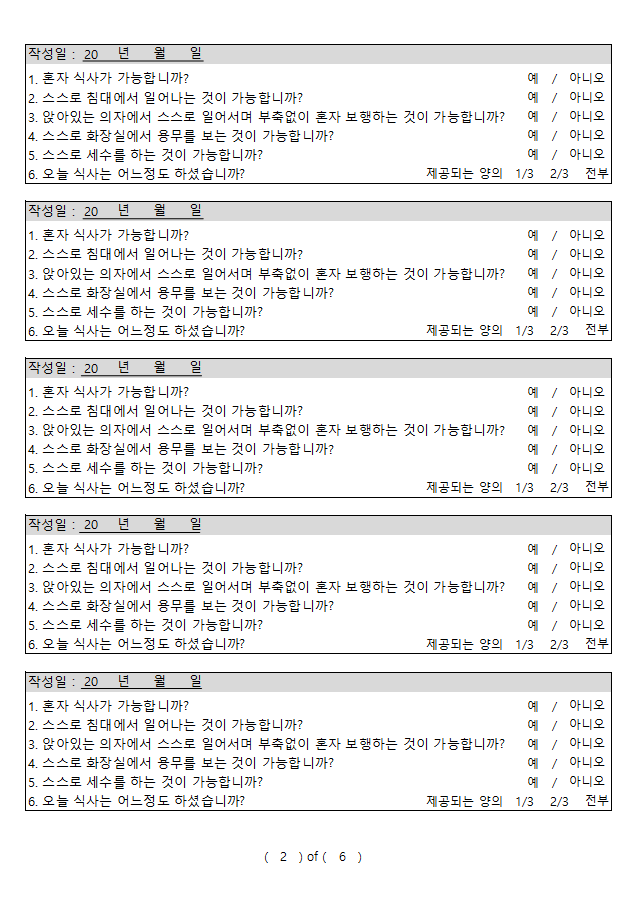 작성일 : 20 년 월 일
1. 혼자 식사가 가능합니까? 예 / 아니오
2. 스스로 침대에서 일어나는 것이 가능합니까? 예 / 아니오
3. 앉아있는 의자에서 스스로 일어서며 부축없이 혼자 보행하는 것이 가능합니까? 예 / 아니오
4. 스스로 화장실에서 용무를 보는 것이 가능합니까? 예 / 아니오
5. 스스로 세수를 하는 것이 가능합니까? 예 / 아니오
6. 오늘 식사는 어느정도 하셨습니까? 제공되는 양의 1/3 2/3 전부
작성일 : 20 년 월 일
1. 혼자 식사가 가능합니까? 예 / 아니오
2. 스스로 침대에서 일어나는 것이 가능합니까? 예 / 아니오
3. 앉아있는 의자에서 스스로 일어서며 부축없이 혼자 보행하는 것이 가능합니까? 예 / 아니오
4. 스스로 화장실에서 용무를 보는 것이 가능합니까? 예 / 아니오
5. 스스로 세수를 하는 것이 가능합니까? 예 / 아니오
6. 오늘 식사는 어느정도 하셨습니까? 제공되는 양의 1/3 2/3 전부
작성일 : 20 년 월 일
1. 혼자 식사가 가능합니까? 예 / 아니오
2. 스스로 침대에서 일어나는 것이 가능합니까? 예 / 아니오
3. 앉아있는 의자에서 스스로 일어서며 부축없이 혼자 보행하는 것이 가능합니까? 예 / 아니오
4. 스스로 화장실에서 용무를 보는 것이 가능합니까? 예 / 아니오
5. 스스로 세수를 하는 것이 가능합니까? 예 / 아니오
6. 오늘 식사는 어느정도 하셨습니까? 제공되는 양의 1/3 2/3 전부
작성일 : 20 년 월 일
1. 혼자 식사가 가능합니까? 예 / 아니오
2. 스스로 침대에서 일어나는 것이 가능합니까? 예 / 아니오
3. 앉아있는 의자에서 스스로 일어서며 부축없이 혼자 보행하는 것이 가능합니까? 예 / 아니오
4. 스스로 화장실에서 용무를 보는 것이 가능합니까? 예 / 아니오
5. 스스로 세수를 하는 것이 가능합니까? 예 / 아니오
6. 오늘 식사는 어느정도 하셨습니까? 제공되는 양의 1/3 2/3 전부
작성일 : 20 년 월 일
1. 혼자 식사가 가능합니까? 예 / 아니오
2. 스스로 침대에서 일어나는 것이 가능합니까? 예 / 아니오
3. 앉아있는 의자에서 스스로 일어서며 부축없이 혼자 보행하는 것이 가능합니까? 예 / 아니오
4. 스스로 화장실에서 용무를 보는 것이 가능합니까? 예 / 아니오
5. 스스로 세수를 하는 것이 가능합니까? 예 / 아니오
6. 오늘 식사는 어느정도 하셨습니까? 제공되는 양의 1/3 2/3 전부
( 2 ) of ( 6 )